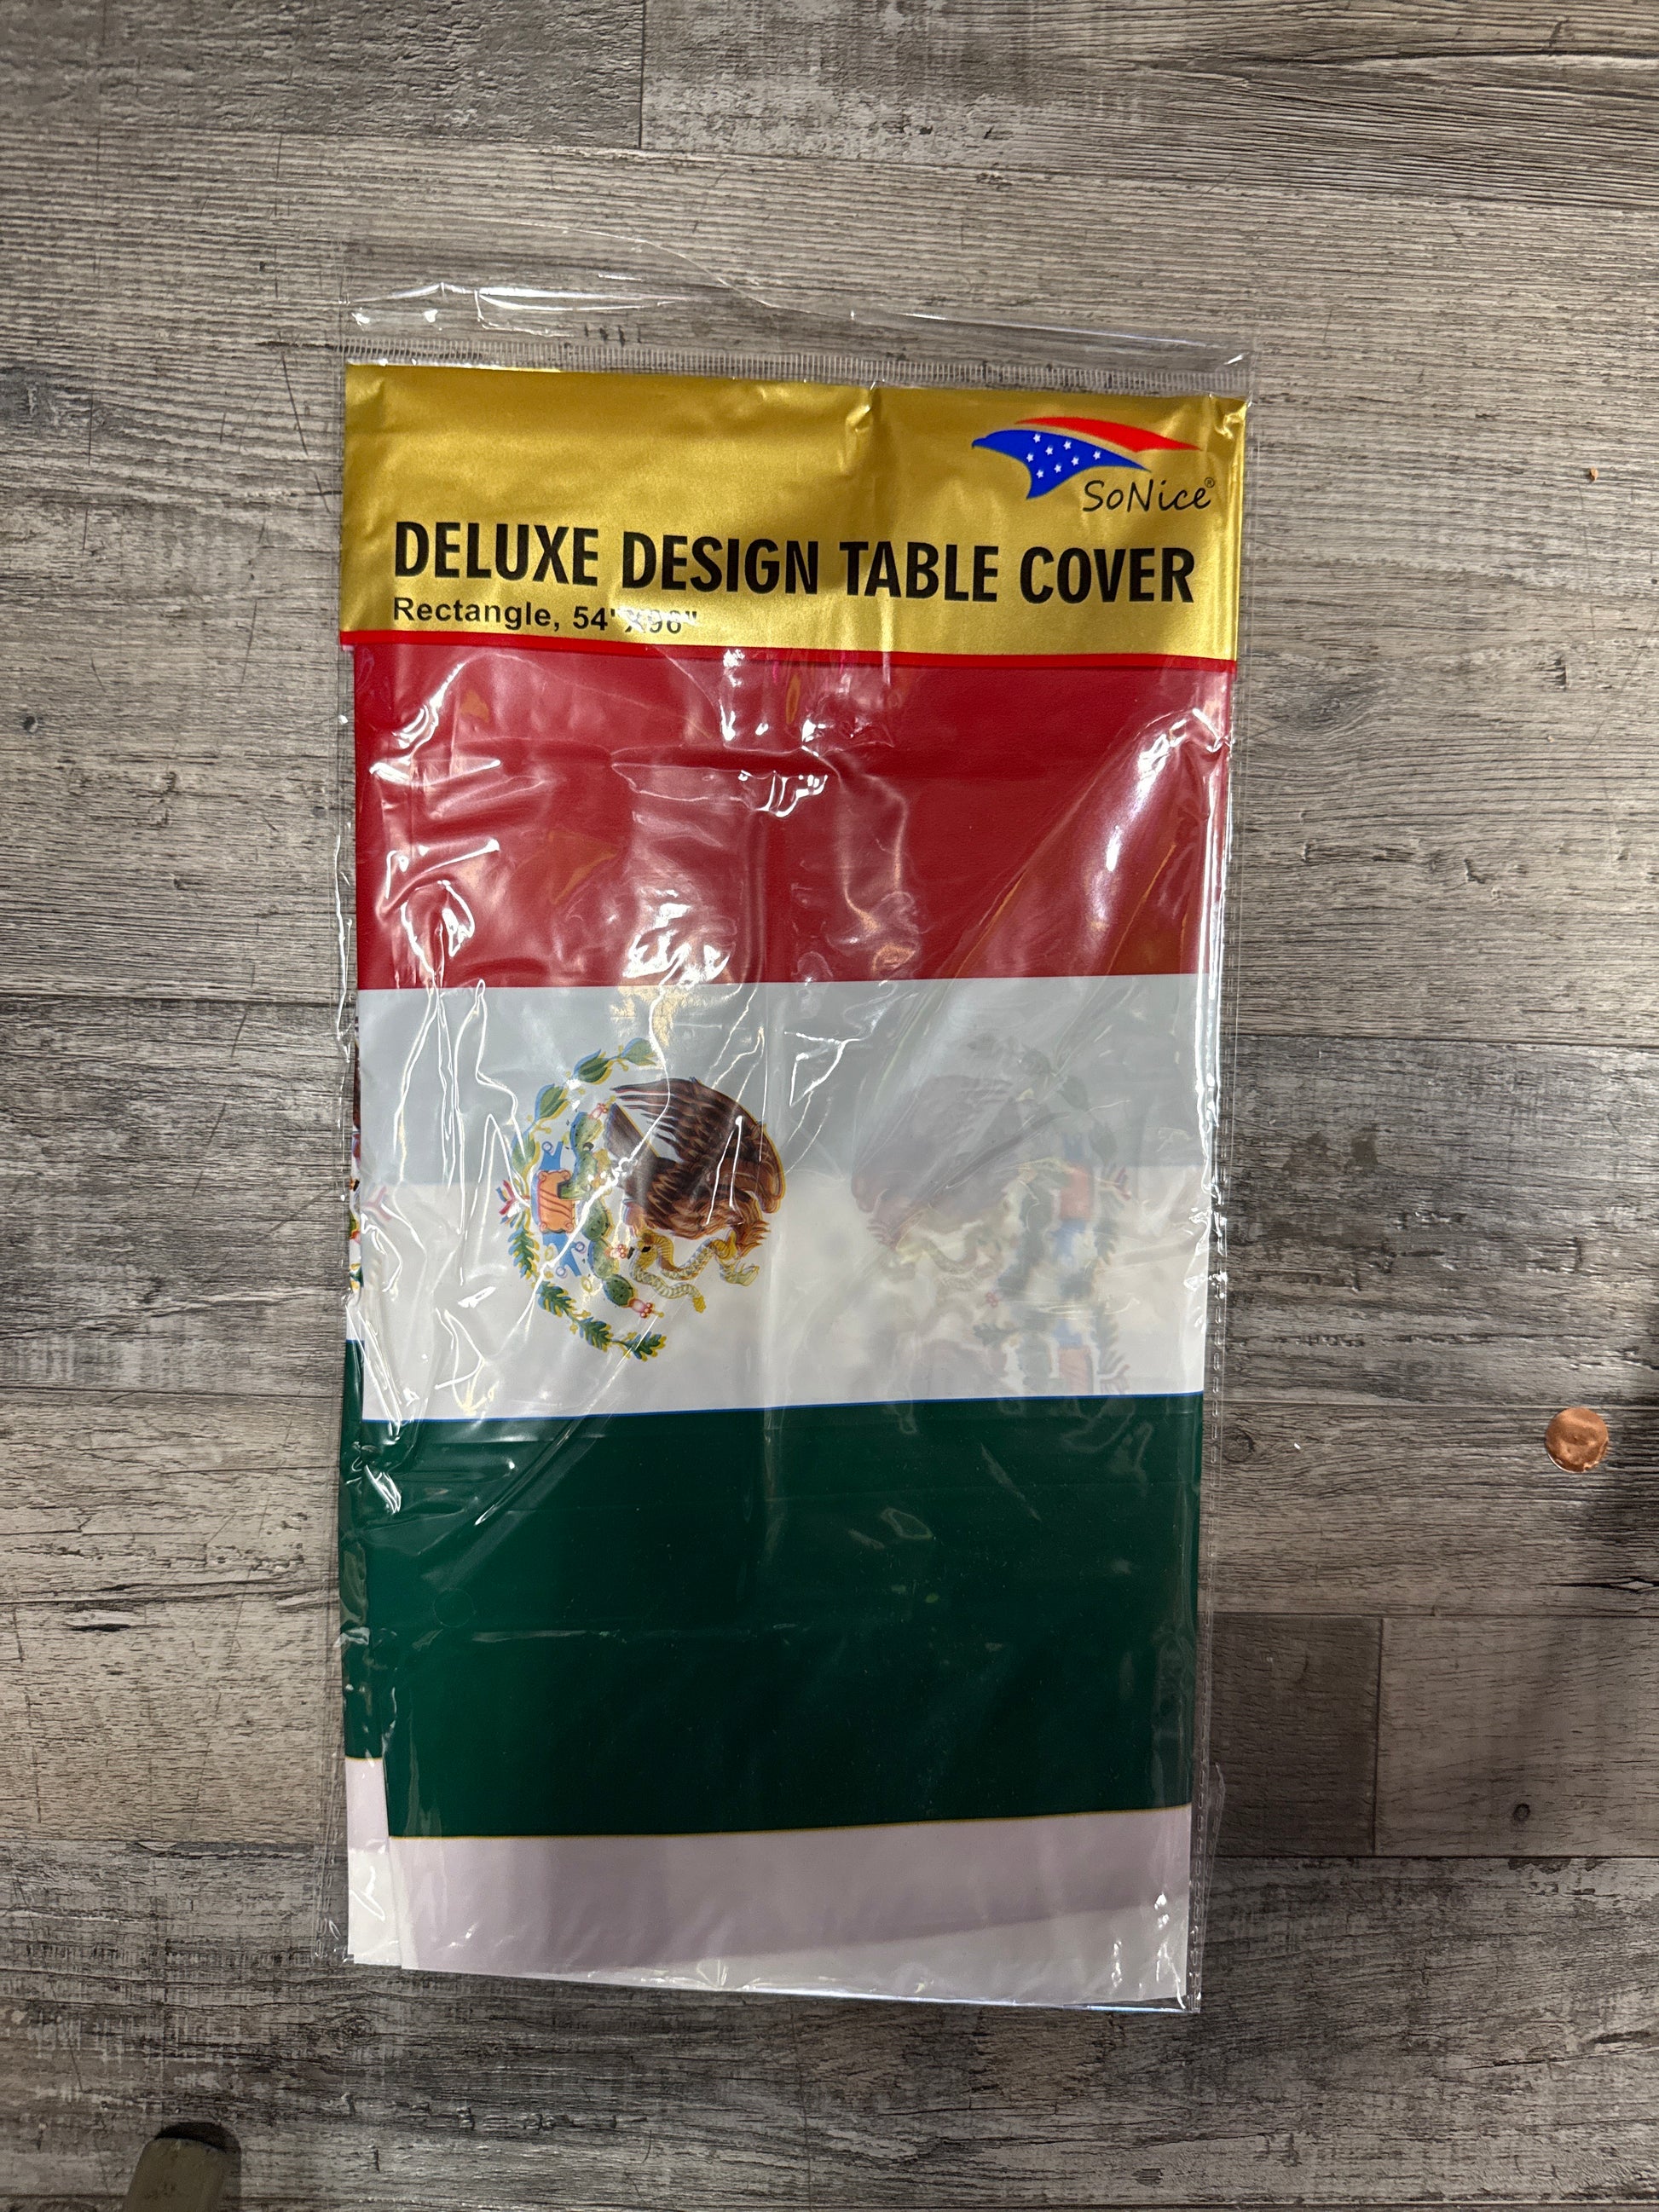 SoNice®
DELUXE DESIGN TABLE COVER
Rectangle, 54"X96"